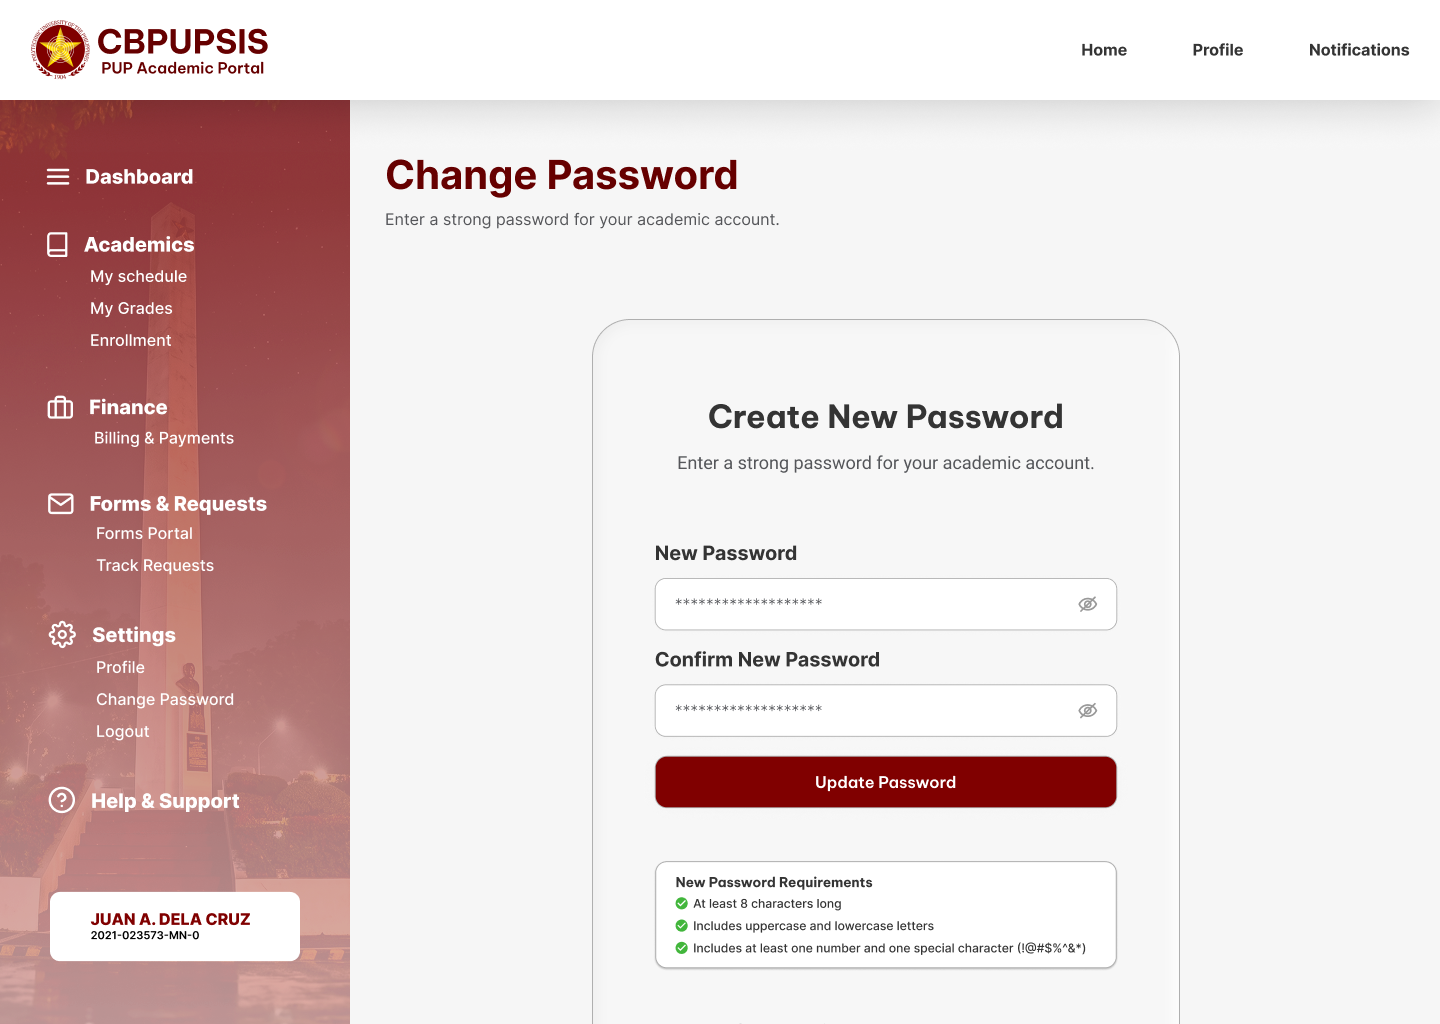 CBPUPSIS
PUP Academic Portal
Home
Profile
Notifications
Dashboard
Academics
My schedule
My Grades
Enrollment
Finance
Billing & Payments
Forms & Requests
Forms Portal
Track Requests
Settings
Profile
Change Password
Logout
Help & Support
JUAN A. DELA CRUZ
2021-023573-MN-0
Change Password
Enter a strong password for your academic account.
Create New Password
Enter a strong password for your academic account.
New Password
*******************
Confirm New Password
*******************
Update Password
New Password Requirements
At least 8 characters long
Includes uppercase and lowercase letters
Includes at least one number and one special character (!@#$%^&*)